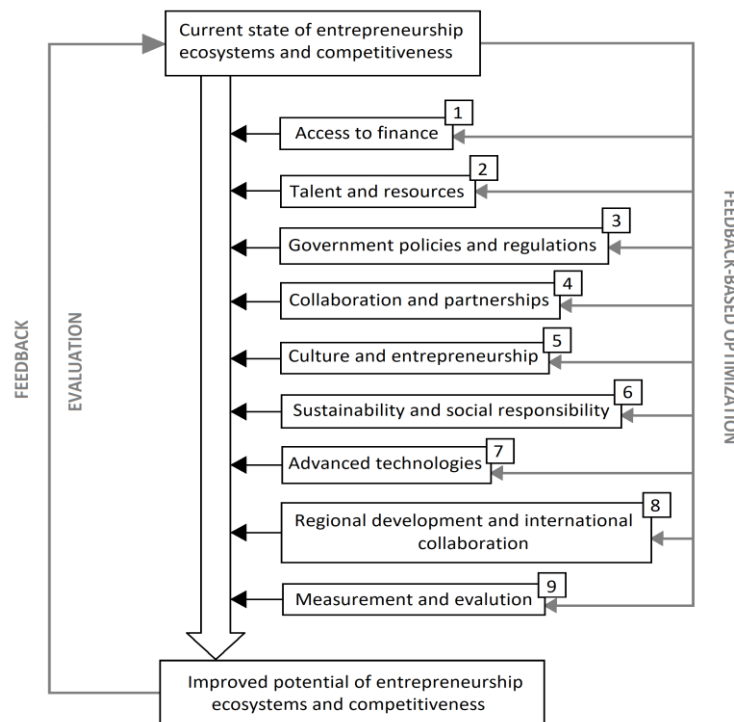 Current state of entrepreneurship
ecosystems and competitiveness
1
Access to finance
2
Talent and resources
3
Government policies and regulations
4
Collaboration and partnerships
5
Culture and entrepreneurship
6
Sustainability and social responsibility
7
Advanced technologies
8
Regional development and international
collaboration
9
Measurement and evalution
Improved potential of entrepreneurship
ecosystems and competitiveness
FEEDBACK
EVALUATION
FEEDBACK-BASED OPTIMIZATION